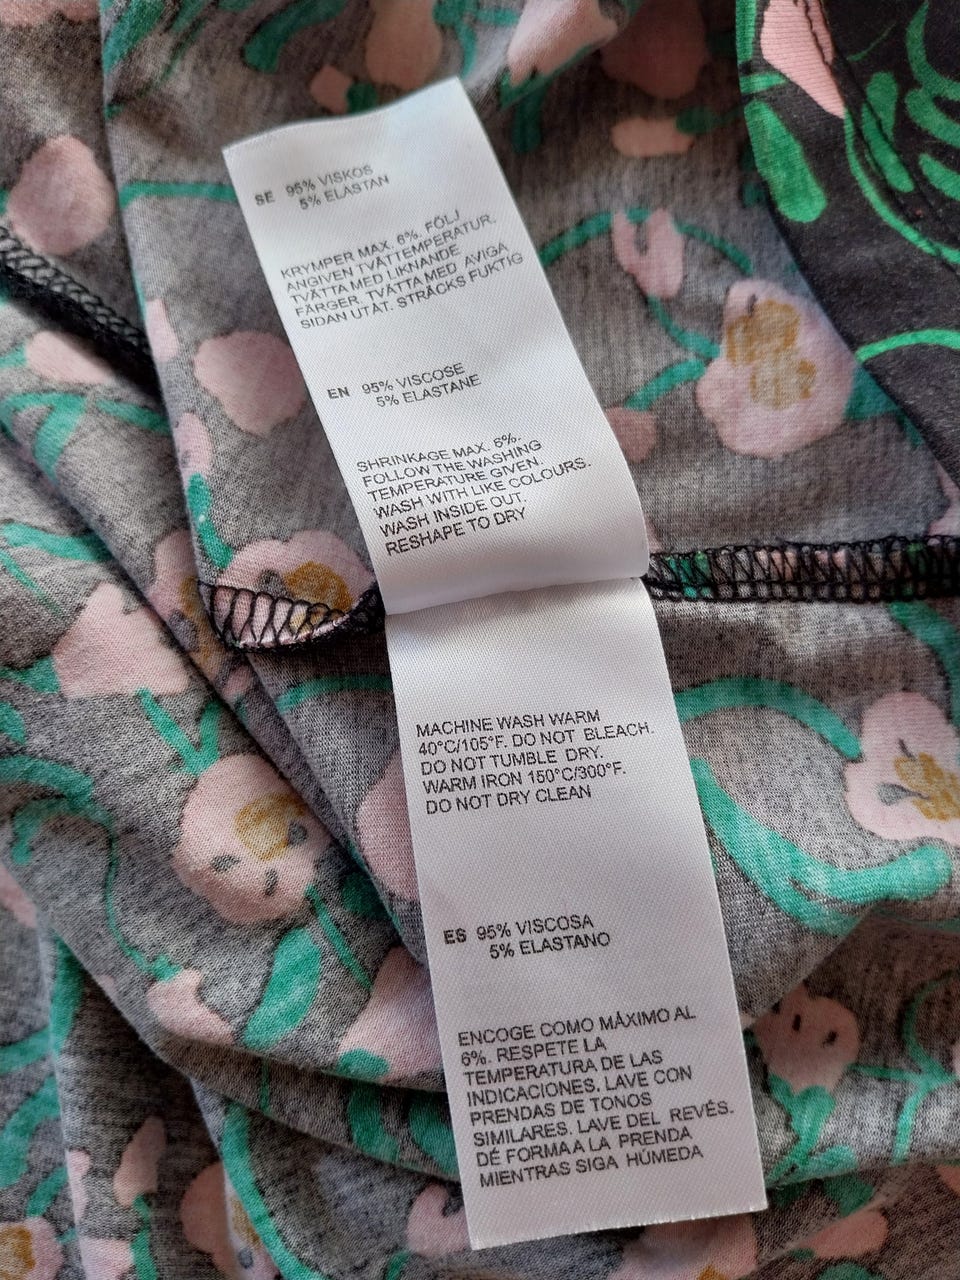 SE 95% VISKOS
5% ELASTAN
KRYMPER MAX. 6%. FÖLJ
ANGIVEN TVÄTTEMPERATUR.
TVÄTTA MED LIKNANDE
FÄRGER. TVÄTTA MED AVIGA
SIDAN UTÅT. STRÄCKS FUKTIG
EN 95% VISCOSE
5% ELASTANE
SHRINKAGE MAX. 6%.
FOLLOW THE WASHING
TEMPERATURE GIVEN.
WASH WITH LIKE COLOURS.
WASH INSIDE OUT.
RESHAPE TO DRY
MACHINE WASH WARM
40°C/105°F. DO NOT BLEACH.
DO NOT TUMBLE DRY.
WARM IRON 150°C/300°F.
DO NOT DRY CLEAN
ES 95% VISCOSA
5% ELASTANO
ENCOGE COMO MÁXIMO AL
6%. RESPETE LA
TEMPERATURA DE LAS
INDICACIONES. LAVE CON
PRENDAS DE TONOS
SIMILARES. LAVE DEL REVÉS.
DÉ FORMA A LA PRENDA
MIENTRAS SIGA HÚMEDA